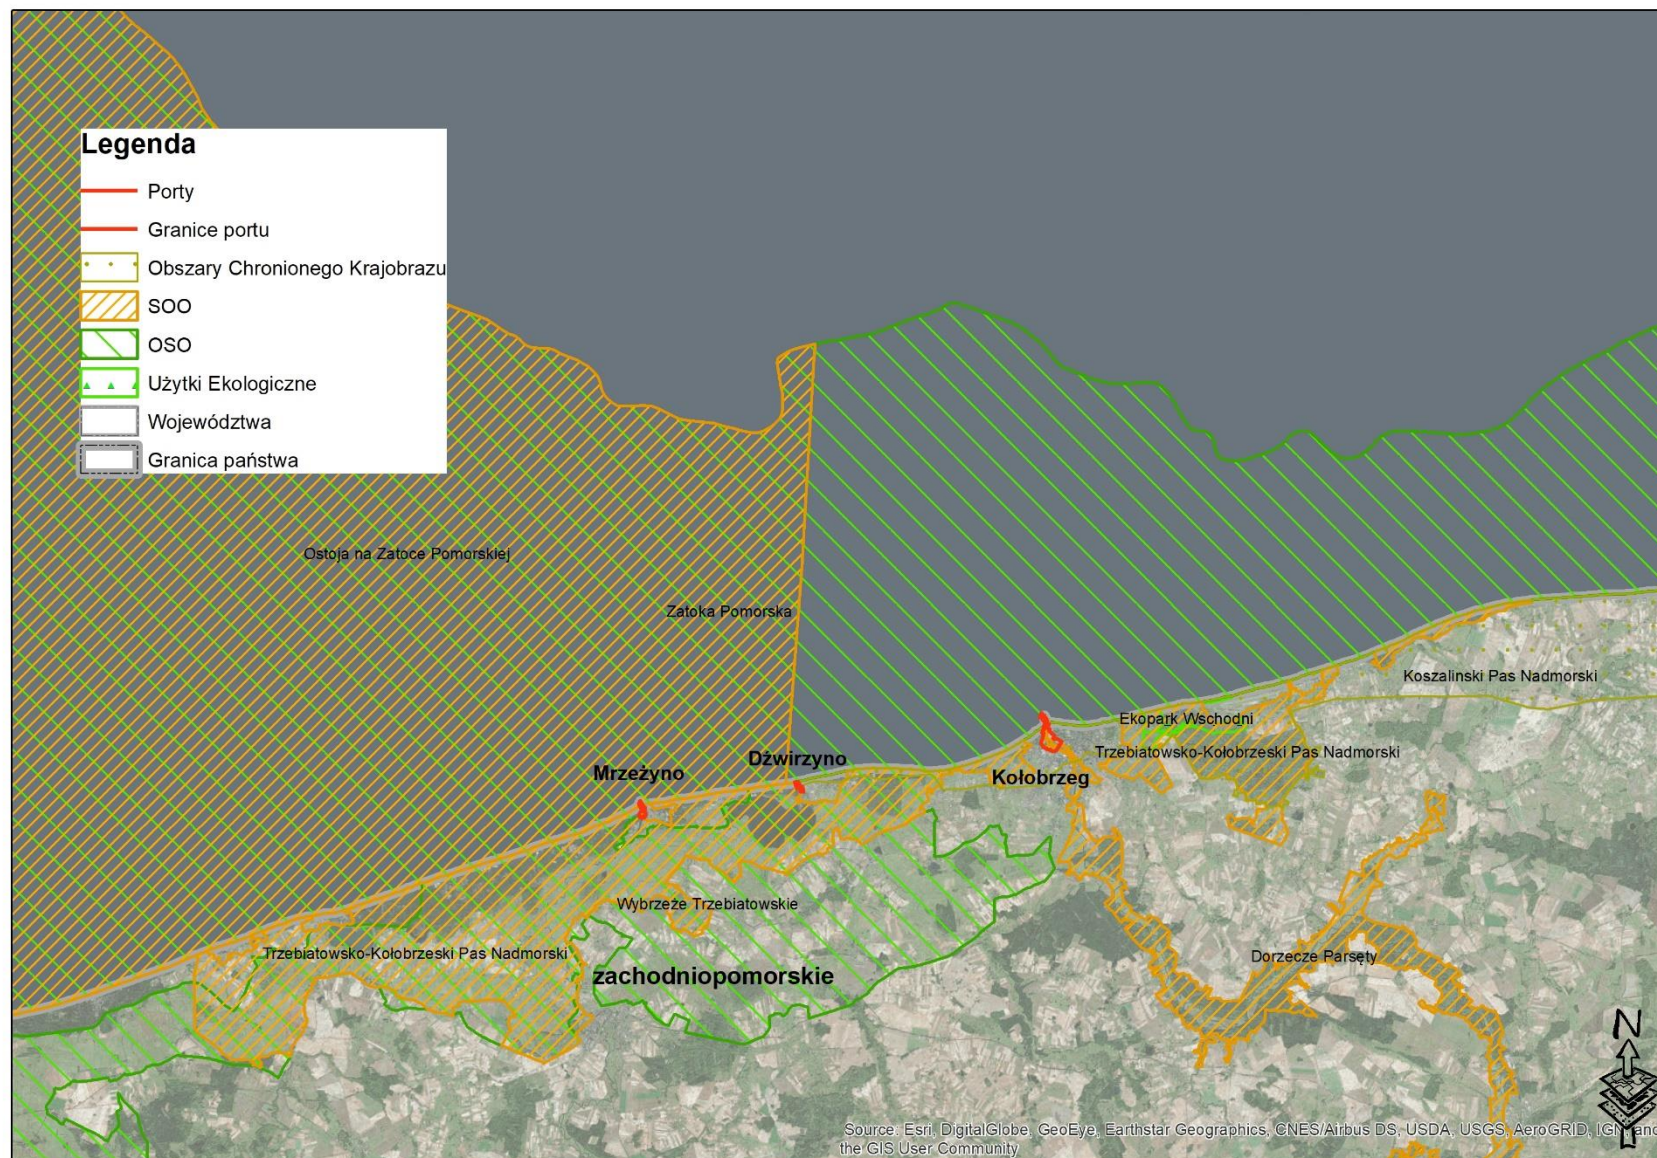 Legenda
Porty
Granice portu
Obszary Chronionego Krajobrazu
SOO
OSO
Użytki Ekologiczne
Województwa
Granica państwa
Ostoja na Zatoce Pomorskiej
Zatoka Pomorska
Koszalinski Pas Nadmorski
Ekopark Wschodni
Trzebiatowsko-Kołobrzeski Pas Nadmorski
Dźwirzyno
Mrzeżyno
Kołobrzeg
Wybrzeże Trzebiatowskie
Trzebiatowsko-Kołobrzeski Pas Nadmorski
Dorzecze Parsęty
zachodniopomorskie
N
Source: Esri, DigitalGlobe, GeoEye, Earthstar Geographics, CNES/Airbus DS, USDA, USGS, AeroGRID, IGN, and
the GIS User Community